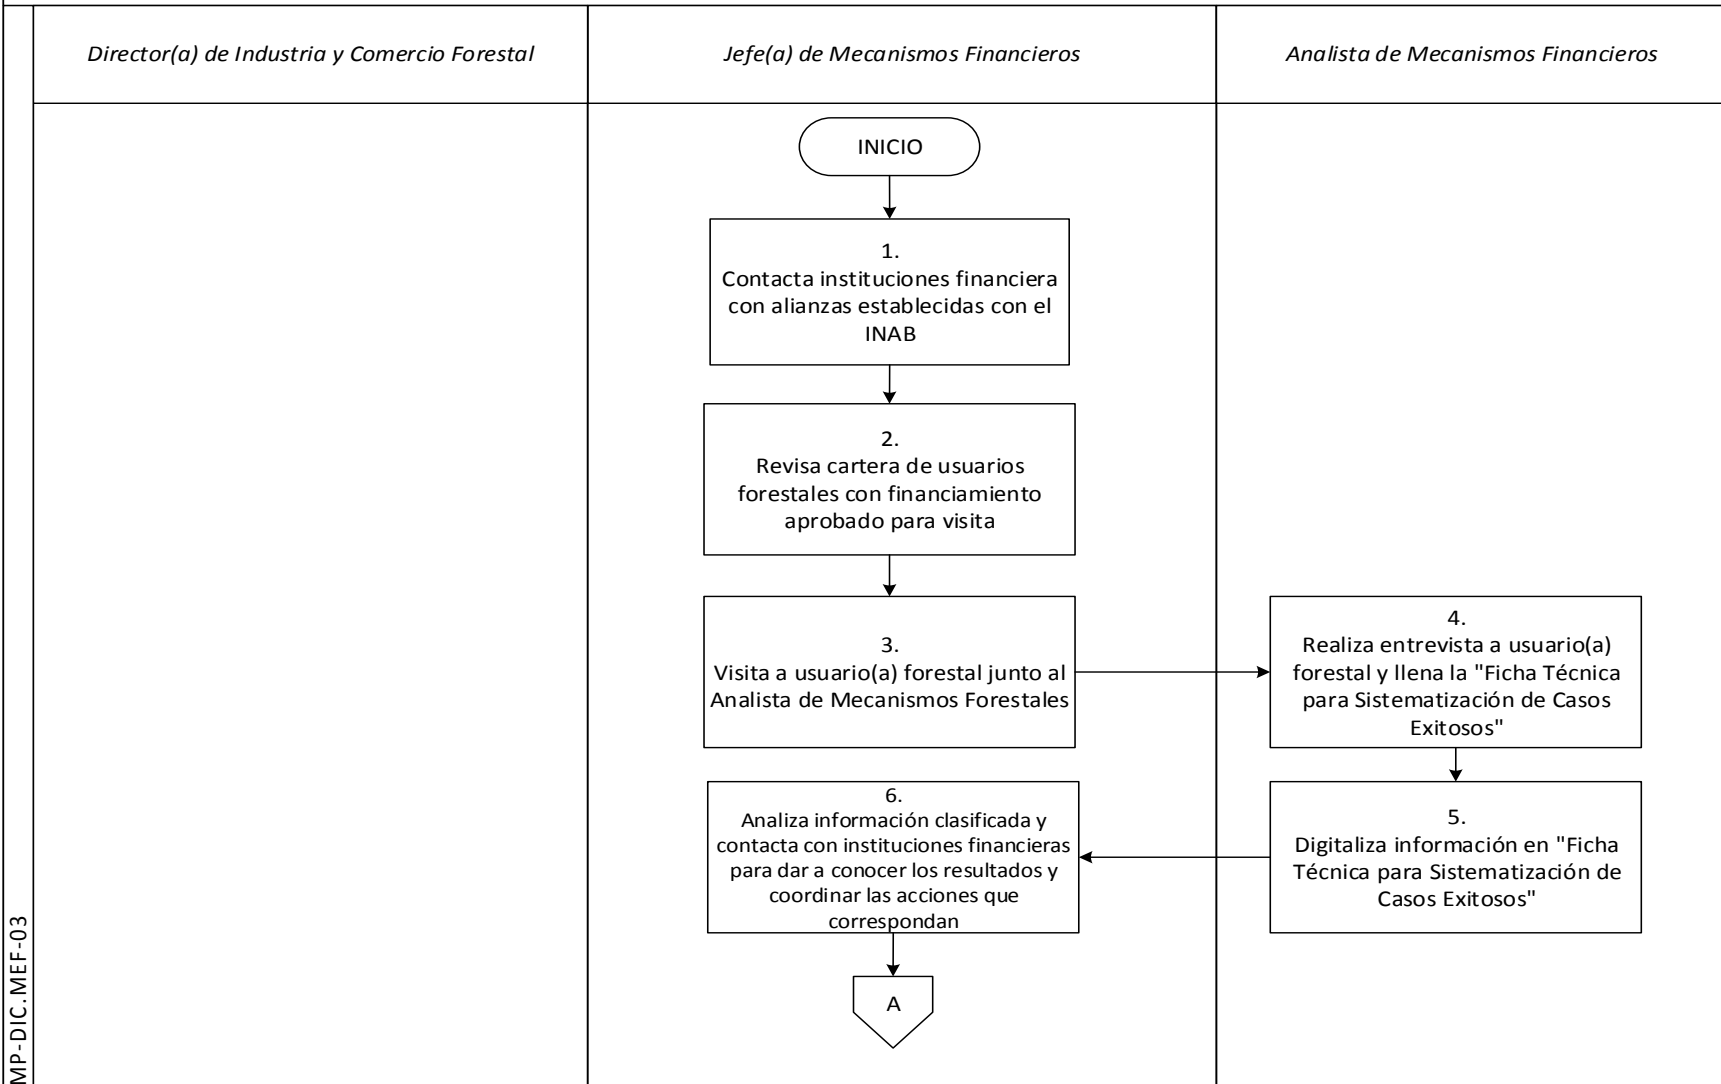 Director(a) de Industria y Comercio Forestal
Jefe(a) de Mecanismos Financieros
Analista de Mecanismos Financieros
INICIO
1.
Contacta instituciones financiera
con alianzas establecidas con el
INAB
2.
Revisa cartera de usuarios
forestales con financiamiento
aprobado para visita
3.
Visita a usuario(a) forestal junto al
Analista de Mecanismos Forestales
4.
Realiza entrevista a usuario(a)
forestal y llena la "Ficha Técnica
para Sistematización de Casos
Exitosos"
5.
Digitaliza información en "Ficha
Técnica para Sistematización de
Casos Exitosos"
6.
Analiza información clasificada y
contacta con instituciones financieras
para dar a conocer los resultados y
coordinar las acciones que
correspondan
A
MP-DIC.MEF-03